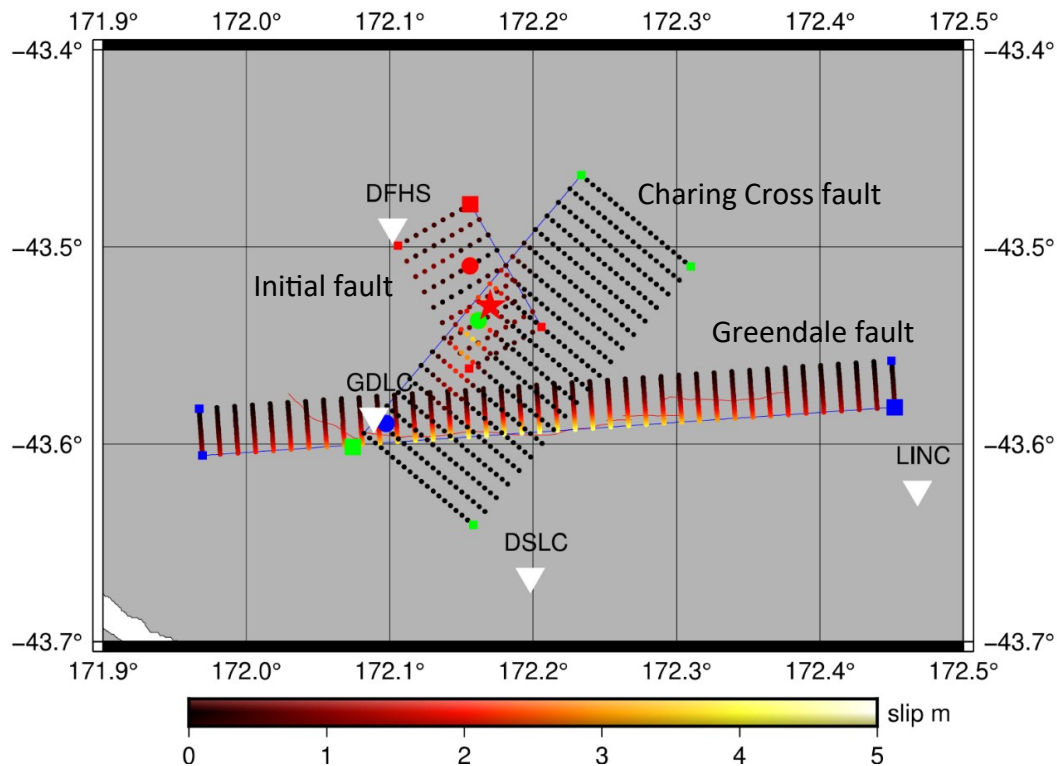 171.9° 172.0° 172.1° 172.2° 172.3° 172.4° 172.5°
−43.4° −43.4°
DFHS Charing Cross fault
−43.5° −43.5°
Initial fault
Greendale fault
GDLC
−43.6° −43.6°
LINC
DSLC
−43.7° −43.7°
171.9° 172.0° 172.1° 172.2° 172.3° 172.4° 172.5°
slip m
0 1 2 3 4 5